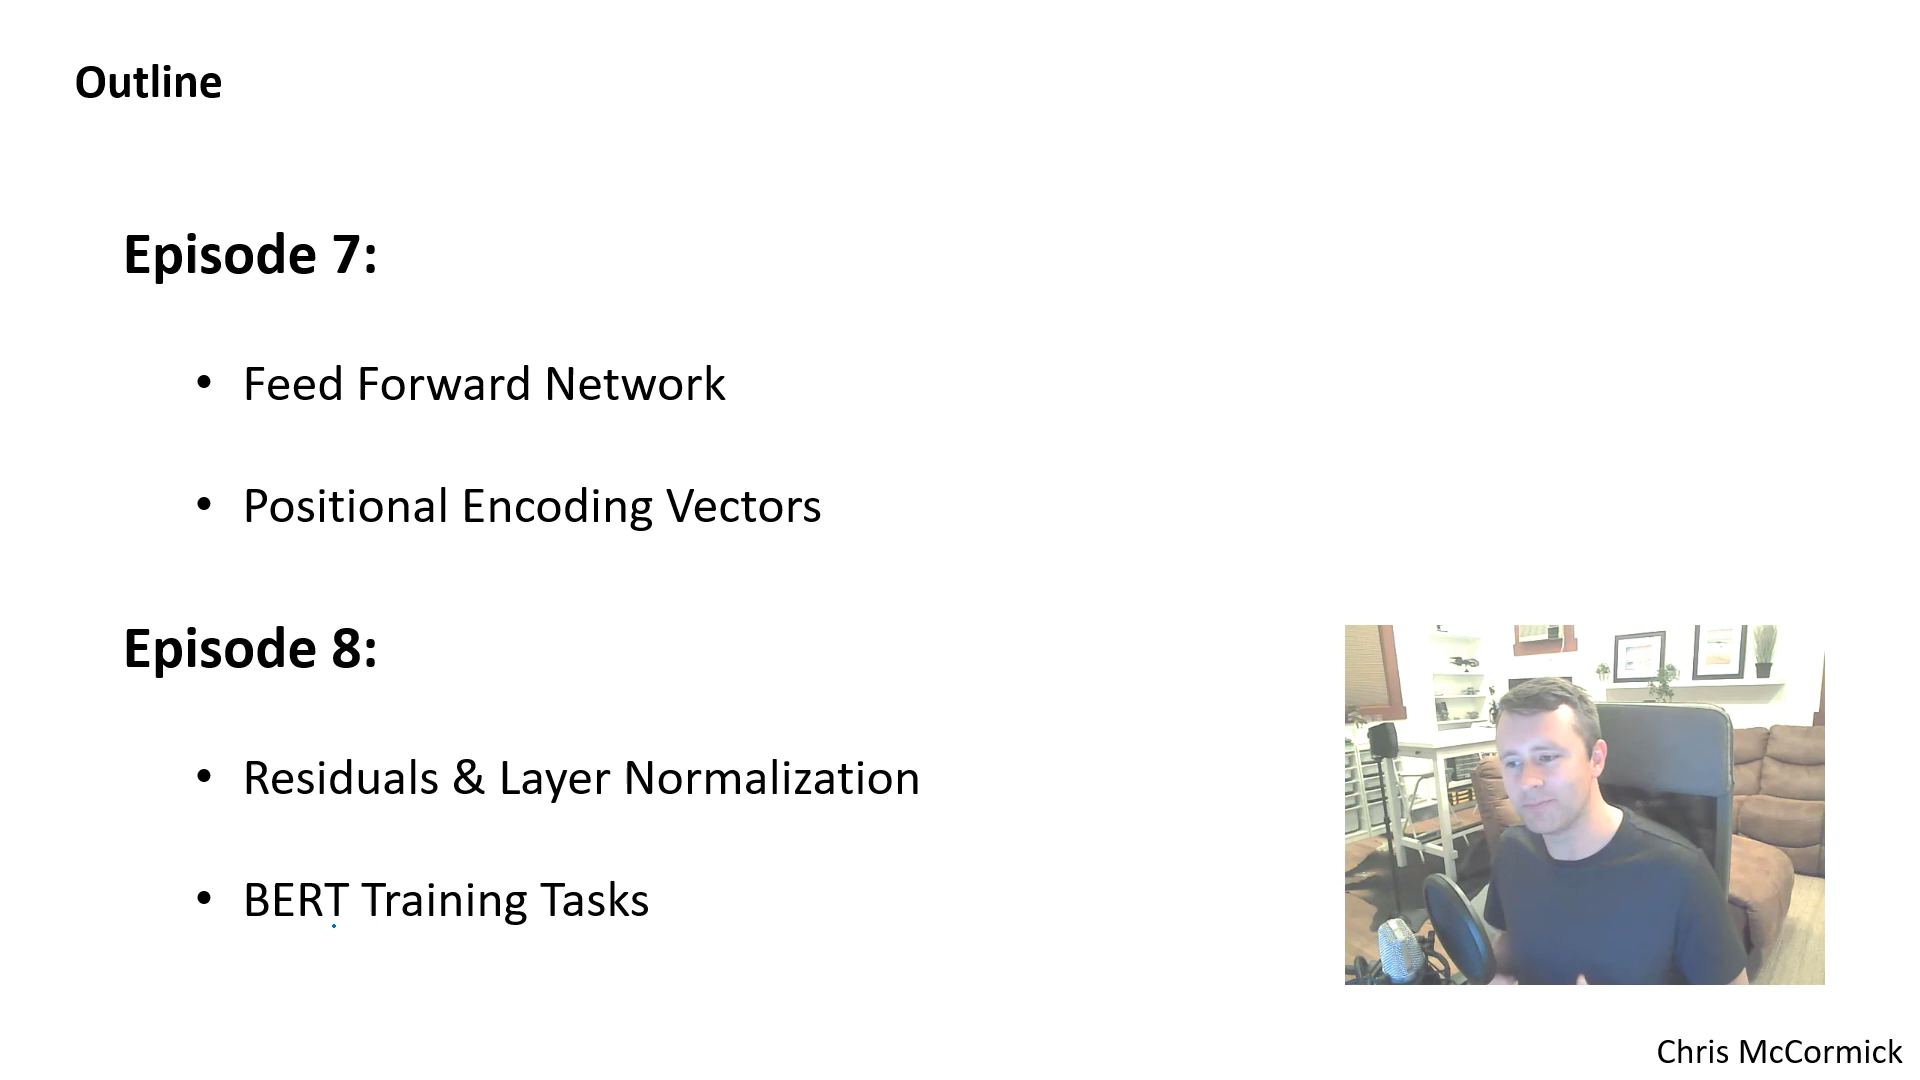 Outline
Episode 7:
• Feed Forward Network
• Positional Encoding Vectors
Episode 8:
• Residuals & Layer Normalization
• BERT Training Tasks
Chris McCormick